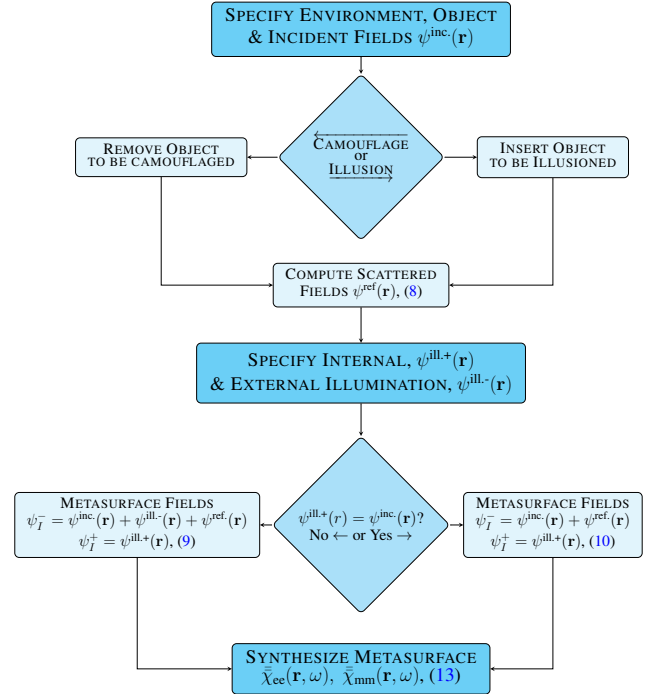 SPECIFY ENVIRONMENT, OBJECT
& INCIDENT FIELDS ψ^inc.(r)
CAMOUFLAGE
or
ILLUSION
REMOVE OBJECT
TO BE CAMOUFLAGED
INSERT OBJECT
TO BE ILLUSIONED
COMPUTE SCATTERED
FIELDS ψ^ref(r), (8)
SPECIFY INTERNAL, ψ^ill.+(r)
& EXTERNAL ILLUMINATION, ψ^ill.-(r)
ψ^ill.+(r) = ψ^inc.(r)?
No ← or Yes →
METASURFACE FIELDS
ψ_I^− = ψ^inc.(r) + ψ^ill.-(r) + ψ^ref.(r)
ψ_I^+ = ψ^ill.+(r), (9)
METASURFACE FIELDS
ψ_I^− = ψ^inc.(r) + ψ^ref.(r)
ψ_I^+ = ψ^ill.+(r), (10)
SYNTHESIZE METASURFACE
χ̿_ee(r, ω), χ̿_mm(r, ω), (13)